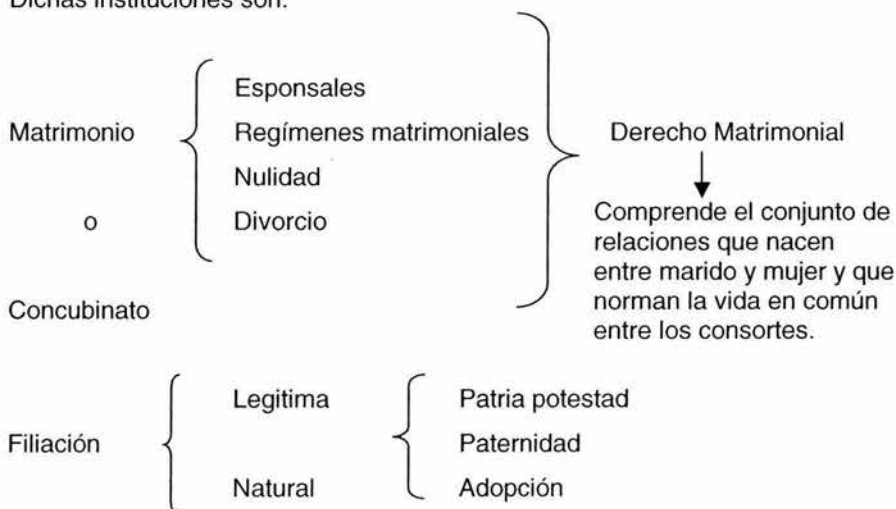 Dichas instituciones son:
Esponsales
Matrimonio Regímenes matrimoniales Derecho Matrimonial
Nulidad
o Divorcio
Comprende el conjunto de
relaciones que nacen
entre marido y mujer y que
norman la vida en común
entre los consortes.
Concubinato
Legitima Patria potestad
Filiación Paternidad
Natural Adopción